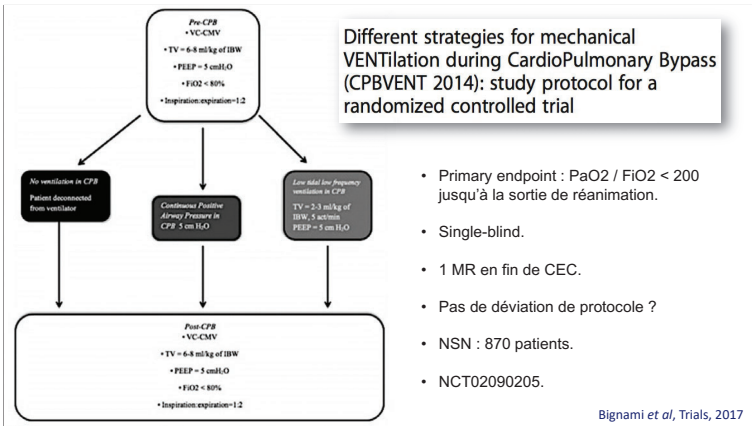 Pre-CPB
• VC-CMV
• TV = 6-8 ml/kg of IBW
• PEEP = 5 cmH₂O
• FiO2 < 80%
• Inspiration:expiration=1:2
Different strategies for mechanical
VENTilation during CardioPulmonary Bypass
(CPBVENT 2014): study protocol for a
randomized controlled trial
No ventilation in CPB
Patient deconnected
from ventilator
Continuous Positive
Airway Pressure in
CPB 5 cm H₂O
Low tidal low frequency
ventilation in CPB
TV = 2-3 ml/kg of
IBW, 5 act/min
PEEP = 5 cm H₂O
• Primary endpoint : PaO2 / FiO2 < 200
jusqu’à la sortie de réanimation.
• Single-blind.
• 1 MR en fin de CEC.
• Pas de déviation de protocole ?
• NSN : 870 patients.
• NCT02090205.
Post-CPB
• VC-CMV
• TV = 6-8 ml/kg of IBW
• PEEP = 5 cmH₂O
• FiO2 < 80%
• Inspiration:expiration=1:2
Bignami et al, Trials, 2017